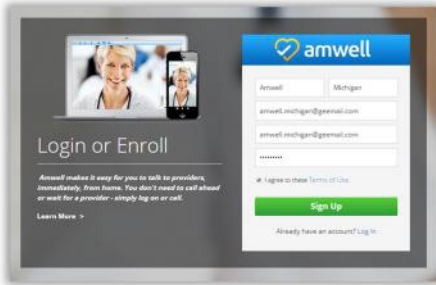 amwell
Amwell Michigan
amwell.michigan@geemail.com
amwell.michigan@geemail.com
Login or Enroll
Amwell makes it easy for you to talk to providers,
immediately, from home. You don't need to call ahead
or wait for a provider - simply log on or call.
Learn More >
I agree to these Terms of Use.
Sign Up
Already have an account? Log In